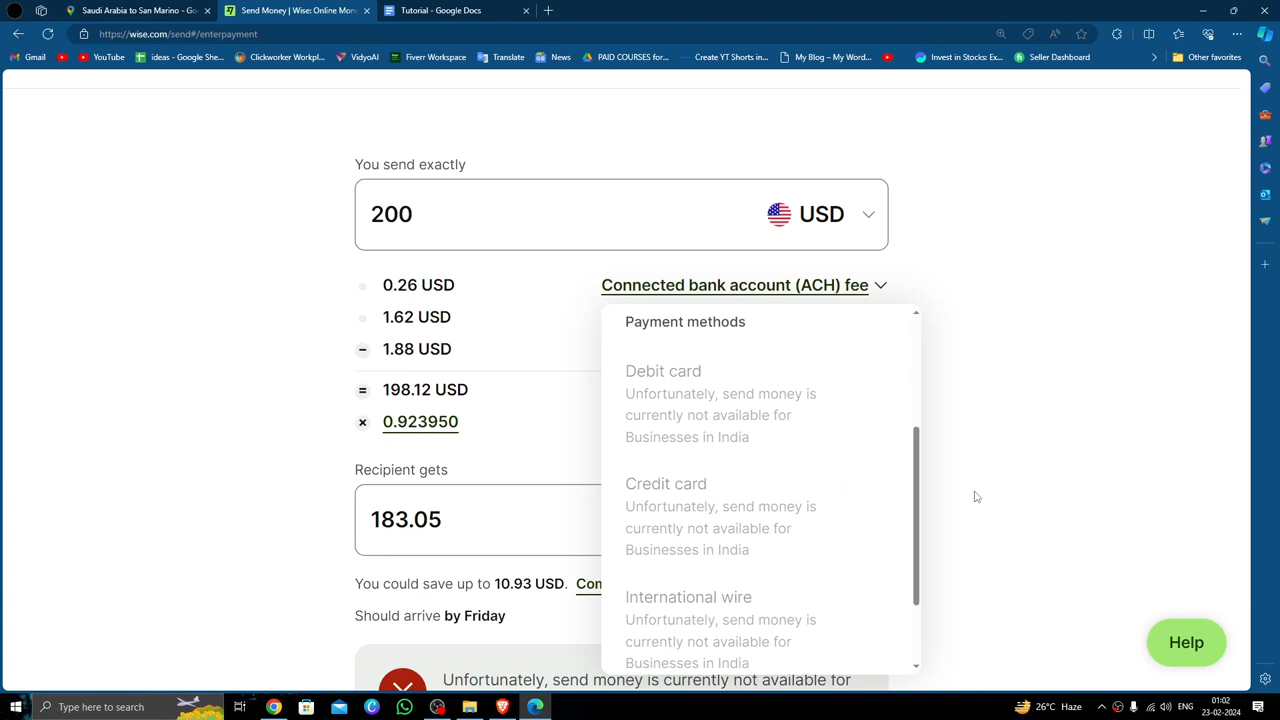 Saudi Arabia to San Marino - Go
Send Money | Wise: Online Mone
Tutorial - Google Docs
https://wise.com/send#/enterpayment
Gmail
YouTube
ideas - Google She...
Clickworker Workpl...
VidyoAI
Fiverr Workspace
Translate
News
PAID COURSES for...
Create YT Shorts in...
My Blog – My Word...
Invest in Stocks: Ex...
Seller Dashboard
Other favorites
You send exactly
200
USD
0.26 USD
Connected bank account (ACH) fee
1.62 USD
1.88 USD
198.12 USD
0.923950
Payment methods
Debit card
Unfortunately, send money is
currently not available for
Businesses in India
Credit card
Unfortunately, send money is
currently not available for
Businesses in India
International wire
Unfortunately, send money is
currently not available for
Businesses in India
Recipient gets
183.05
You could save up to 10.93 USD. Con
Should arrive by Friday
Unfortunately, send money is currently not available for
Help
Type here to search
26°C Haze
ENG
01:02
23-02-2024